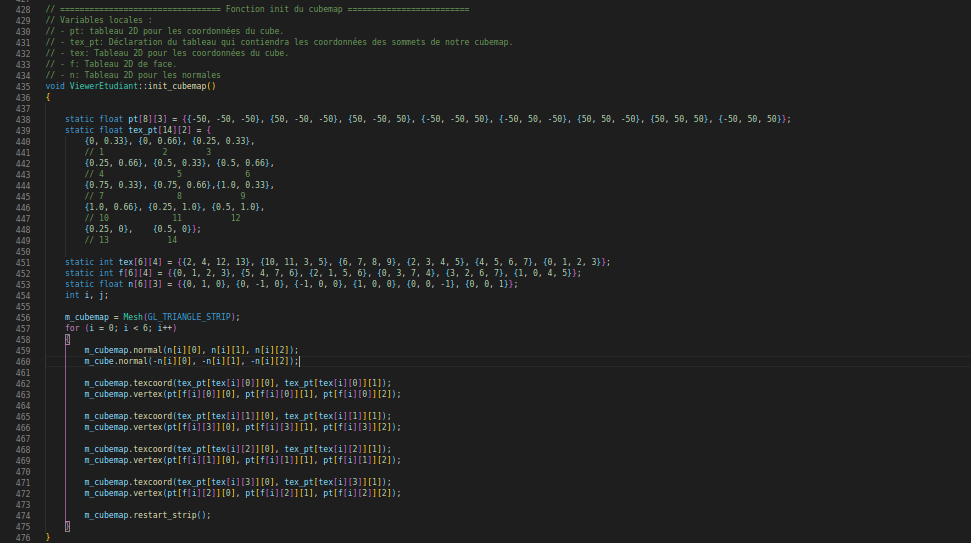 428 // ================================= Fonction init du cubemap =========================
429 // Variables locales :
430 // - pt: tableau 2D pour les coordonnées du cube.
431 // - tex_pt: Déclaration du tableau qui contiendra les coordonnées des sommets de notre cubemap.
432 // - tex: Tableau 2D pour les coordonnées du cube.
433 // - f: Tableau 2D de face.
434 // - n: Tableau 2D pour les normales
435 void ViewerEtudiant::init_cubemap()
436 {
437
438     static float pt[8][3] = {{-50, -50, -50}, {50, -50, -50}, {50, -50, 50}, {-50, -50, 50}, {-50, 50, -50}, {50, 50, -50}, {50, 50, 50}, {-50, 50, 50}};
439     static float tex_pt[14][2] = {
440         {0, 0.33}, {0, 0.66}, {0.25, 0.33},
441         // 1            2        3
442         {0.25, 0.66}, {0.5, 0.33}, {0.5, 0.66},
443         // 4               5             6
444         {0.75, 0.33}, {0.75, 0.66},{1.0, 0.33},
445         // 7               8            9
446         {1.0, 0.66}, {0.25, 1.0}, {0.5, 1.0},
447         // 10             11          12
448         {0.25, 0},    {0.5, 0}};
449         // 13            14
450
451     static int tex[6][4] = {{2, 4, 12, 13}, {10, 11, 3, 5}, {6, 7, 8, 9}, {2, 3, 4, 5}, {4, 5, 6, 7}, {0, 1, 2, 3}};
452     static int f[6][4] = {{0, 1, 2, 3}, {5, 4, 7, 6}, {2, 1, 5, 6}, {0, 3, 7, 4}, {3, 2, 6, 7}, {1, 0, 4, 5}};
453     static float n[6][3] = {{0, 1, 0}, {0, -1, 0}, {-1, 0, 0}, {1, 0, 0}, {0, 0, -1}, {0, 0, 1}};
454     int i, j;
455
456     m_cubemap = Mesh(GL_TRIANGLE_STRIP);
457     for (i = 0; i < 6; i++)
458     {
459         m_cubemap.normal(n[i][0], n[i][1], n[i][2]);
460         m_cube.normal(-n[i][0], -n[i][1], -n[i][2]);
461
462         m_cubemap.texcoord(tex_pt[tex[i][0]][0], tex_pt[tex[i][0]][1]);
463         m_cubemap.vertex(pt[f[i][0]][0], pt[f[i][0]][1], pt[f[i][0]][2]);
464
465         m_cubemap.texcoord(tex_pt[tex[i][1]][0], tex_pt[tex[i][1]][1]);
466         m_cubemap.vertex(pt[f[i][3]][0], pt[f[i][3]][1], pt[f[i][3]][2]);
467
468         m_cubemap.texcoord(tex_pt[tex[i][2]][0], tex_pt[tex[i][2]][1]);
469         m_cubemap.vertex(pt[f[i][1]][0], pt[f[i][1]][1], pt[f[i][1]][2]);
470
471         m_cubemap.texcoord(tex_pt[tex[i][3]][0], tex_pt[tex[i][3]][1]);
472         m_cubemap.vertex(pt[f[i][2]][0], pt[f[i][2]][1], pt[f[i][2]][2]);
473
474         m_cubemap.restart_strip();
475     }
476 }